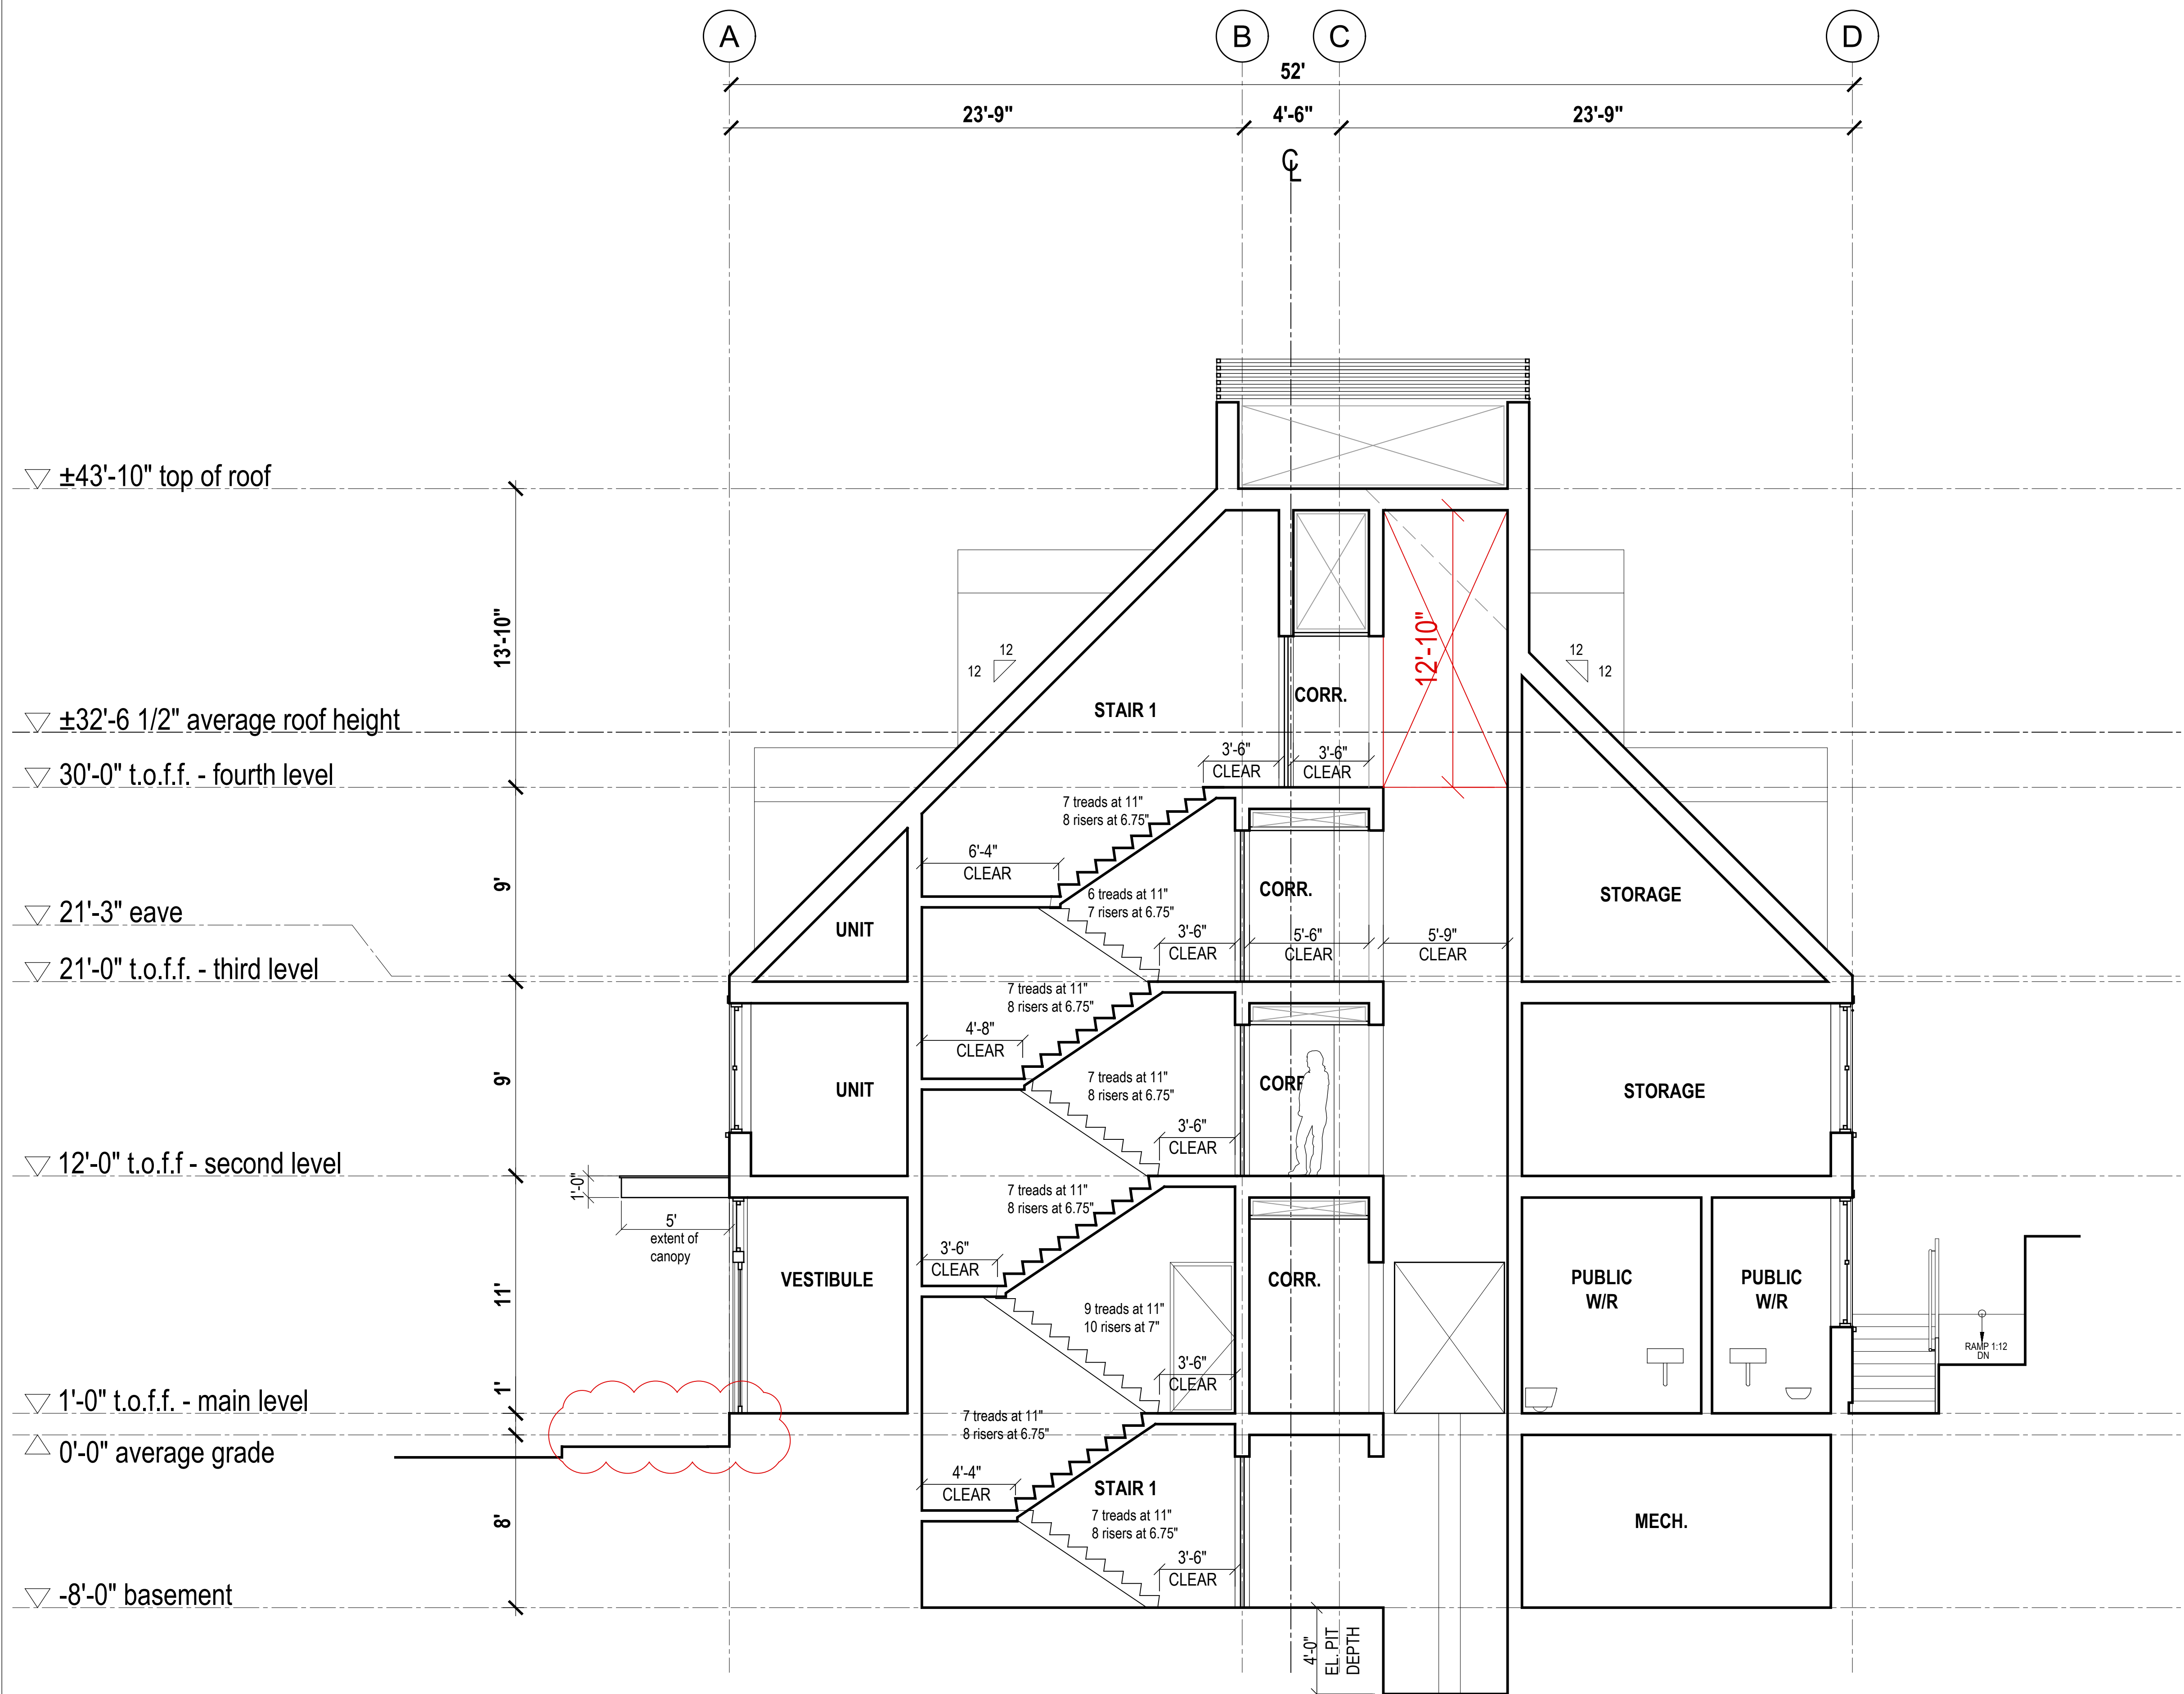 A
B
C
D
52'
23'-9"
4'-6"
23'-9"
±43'-10" top of roof
13'-10"
12'-10"
12
12
12
12
CORR.
STAIR 1
±32'-6 1/2" average roof height
3'-6"
CLEAR
3'-6"
CLEAR
30'-0" t.o.f.f. - fourth level
7 treads at 11"
8 risers at 6.75"
6'-4"
CLEAR
9'
6 treads at 11"
7 risers at 6.75"
CORR.
STORAGE
21'-3" eave
UNIT
3'-6"
CLEAR
5'-6"
CLEAR
5'-9"
CLEAR
21'-0" t.o.f.f. - third level
7 treads at 11"
8 risers at 6.75"
4'-8"
CLEAR
9'
7 treads at 11"
8 risers at 6.75"
UNIT
STORAGE
3'-6"
CLEAR
12'-0" t.o.f.f - second level
1'-0"
7 treads at 11"
8 risers at 6.75"
5'
extent of
canopy
3'-6"
CLEAR
VESTIBULE
CORR.
PUBLIC
W/R
PUBLIC
W/R
11'
9 treads at 11"
10 risers at 7"
RAMP 1:12
DN
3'-6"
CLEAR
1'-0" t.o.f.f. - main level
1'
7 treads at 11"
8 risers at 6.75"
0'-0" average grade
4'-4"
CLEAR
STAIR 1
7 treads at 11"
8 risers at 6.75"
8'
MECH.
3'-6"
CLEAR
-8'-0" basement
4'-0"
EL. PIT
DEPTH